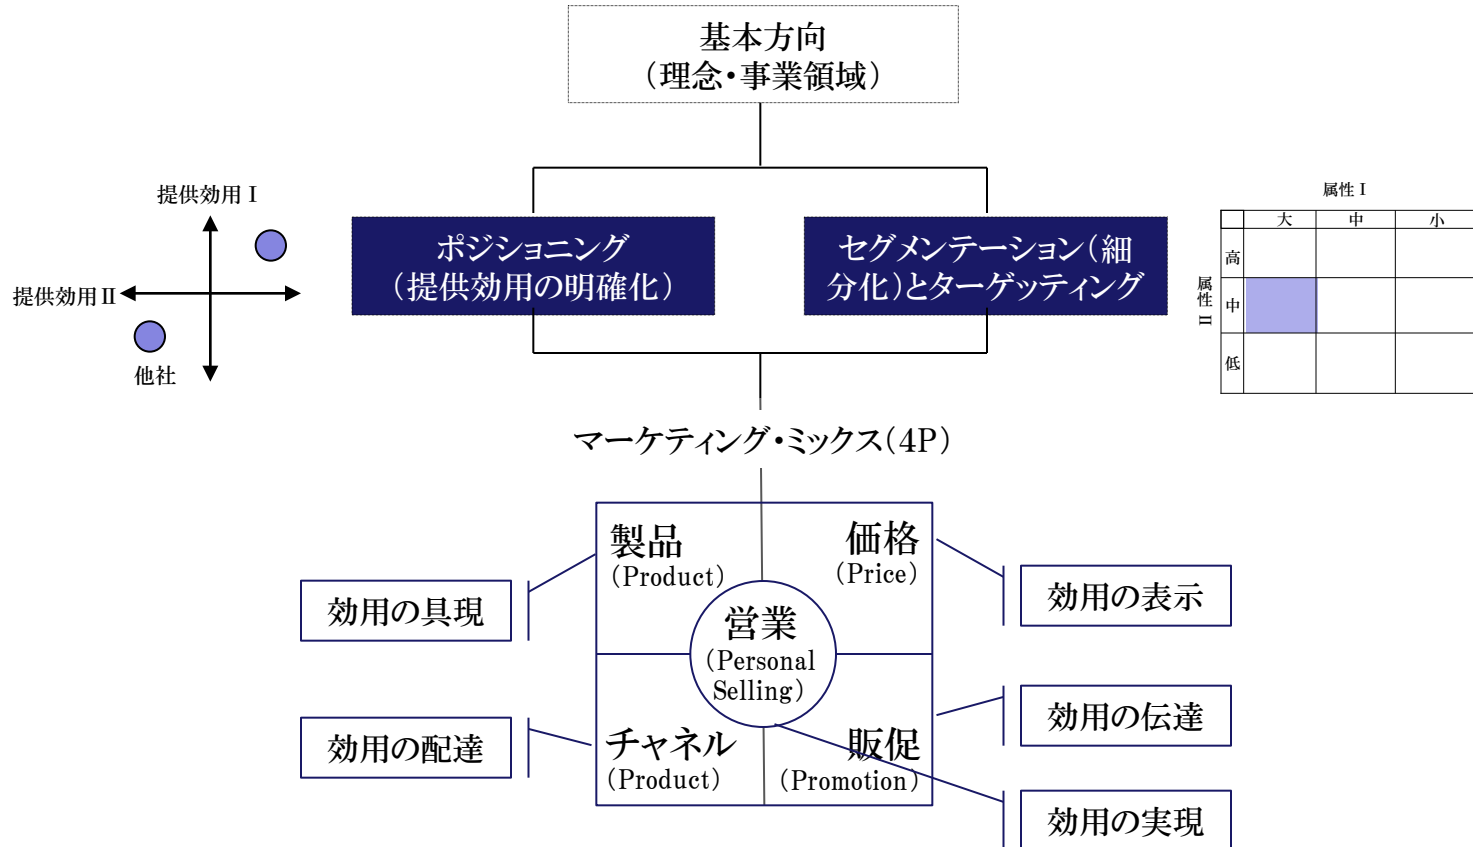 基本方向
（理念・事業領域）
提供効用Ⅰ
提供効用Ⅱ
他社
ポジショニング
（提供効用の明確化）
セグメンテーション（細
分化）とターゲッティング
属性Ⅰ
大 中 小
属性Ⅱ
高
中
低
マーケティング・ミックス（4P）
製品
（Product）
価格
（Price）
営業
（Personal
Selling）
チャネル
（Product）
販促
（Promotion）
効用の具現
効用の配達
効用の表示
効用の伝達
効用の実現